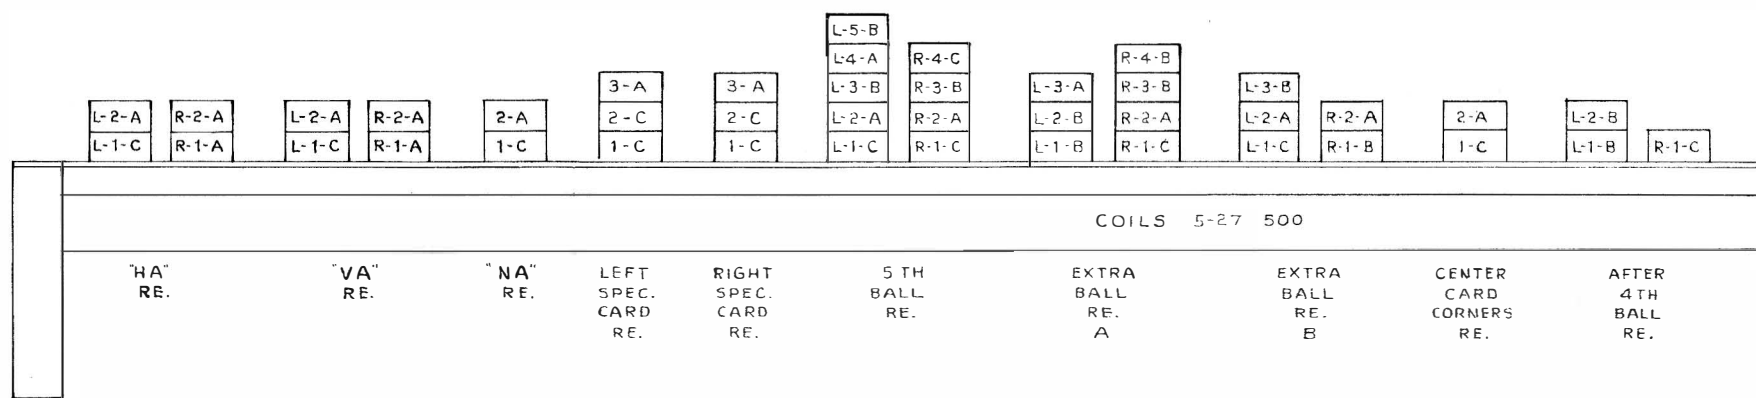 L-2-A
L-1-C
R-2-A
R-1-A
L-2-A
L-1-C
R-2-A
R-1-A
2-A
1-C
3-A
2-C
1-C
3-A
2-C
1-C
L-5-B
L-4-A
L-3-B
L-2-A
L-1-C
R-4-C
R-3-B
R-2-A
R-1-C
L-3-A
L-2-B
L-1-B
R-4-B
R-3-B
R-2-A
R-1-C
L-3-B
L-2-A
L-1-C
R-2-A
R-1-B
2-A
1-C
L-2-B
L-1-B
R-1-C
COILS 5-27 500
"HA"
RE.
"VA"
RE.
"NA"
RE.
LEFT
SPEC.
CARD
RE.
RIGHT
SPEC.
CARD
RE.
5 TH
BALL
RE.
EXTRA
BALL
RE.
A
EXTRA
BALL
RE.
B
CENTER
CARD
CORNERS
RE.
AFTER
4TH
BALL
RE.